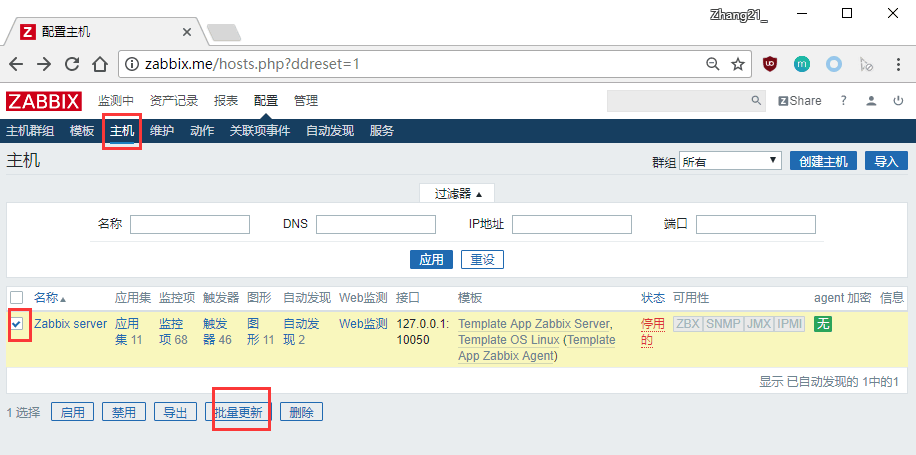 Zhang21_
Z 配置主机
zabbix.me/hosts.php?ddreset=1
ZABBIX 监测中 资产记录 报表 配置 管理 Z Share ?
主机群组 模板 主机 维护 动作 关联项事件 自动发现 服务
主机 群组 所有 创建主机 导入
过滤器
名称 DNS IP地址 端口
应用 重设
名称 应用集 监控项 触发器 图形 自动发现 Web监测 接口 模板 状态 可用性 agent 加密 信息
Zabbix server 应用 监控 触发 图 自动发 Web监测 127.0.0.1: Template App Zabbix Server, 停用 ZBX SNMP JMX IPMI 无
集 11 项 68 器 46 形 11 现 2 10050 Template OS Linux (Template 的
App Zabbix Agent)
显示 已自动发现的 1中的1
1 选择 启用 禁用 导出 批量更新 删除